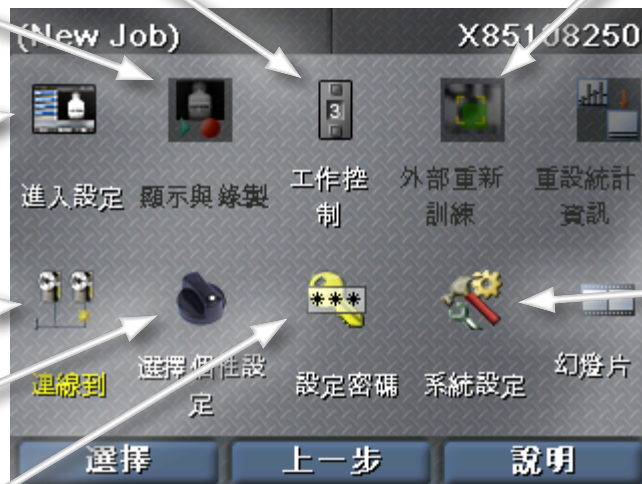 (New Job) X85108250
3
進入設定 顯示與錄製 工作控制 外部重新訓練 重設統計資訊
***
連線到 選擇個性設定 設定密碼 系統設定 幻燈片
選擇 上一步 說明